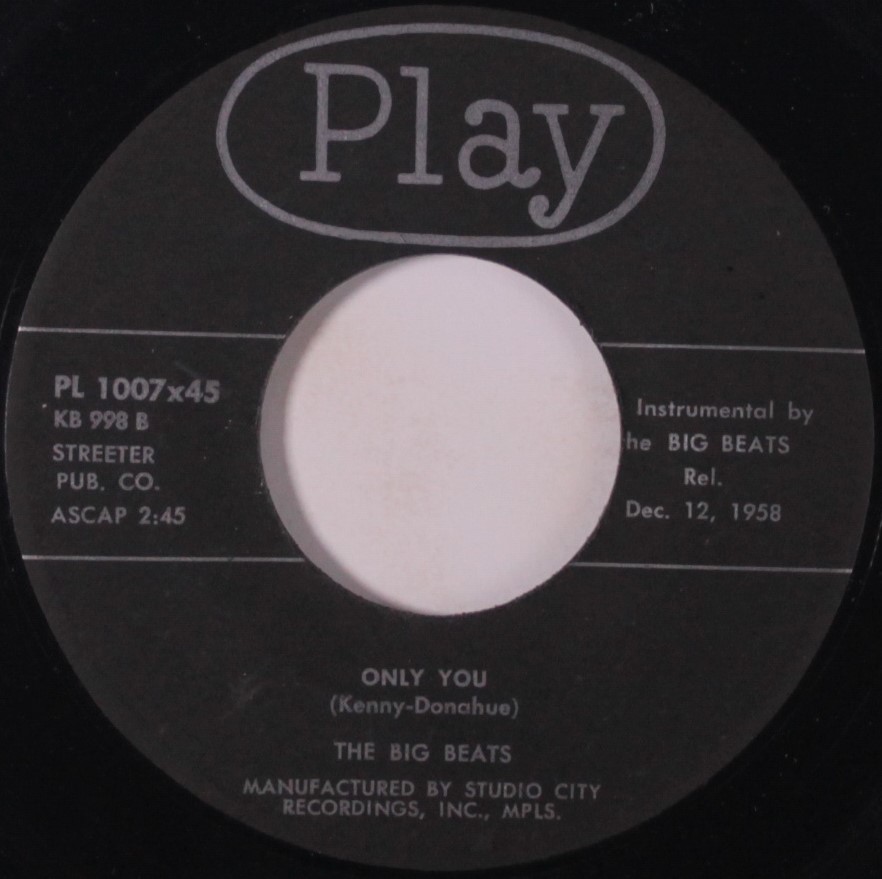 Play
PL 1007x45
KB 998 B
STREETER
PUB. CO.
ASCAP 2:45
Instrumental by
he BIG BEATS
Rel.
Dec. 12, 1958
ONLY YOU
(Kenny-Donahue)
THE BIG BEATS
MANUFACTURED BY STUDIO CITY
RECORDINGS, INC., MPLS.